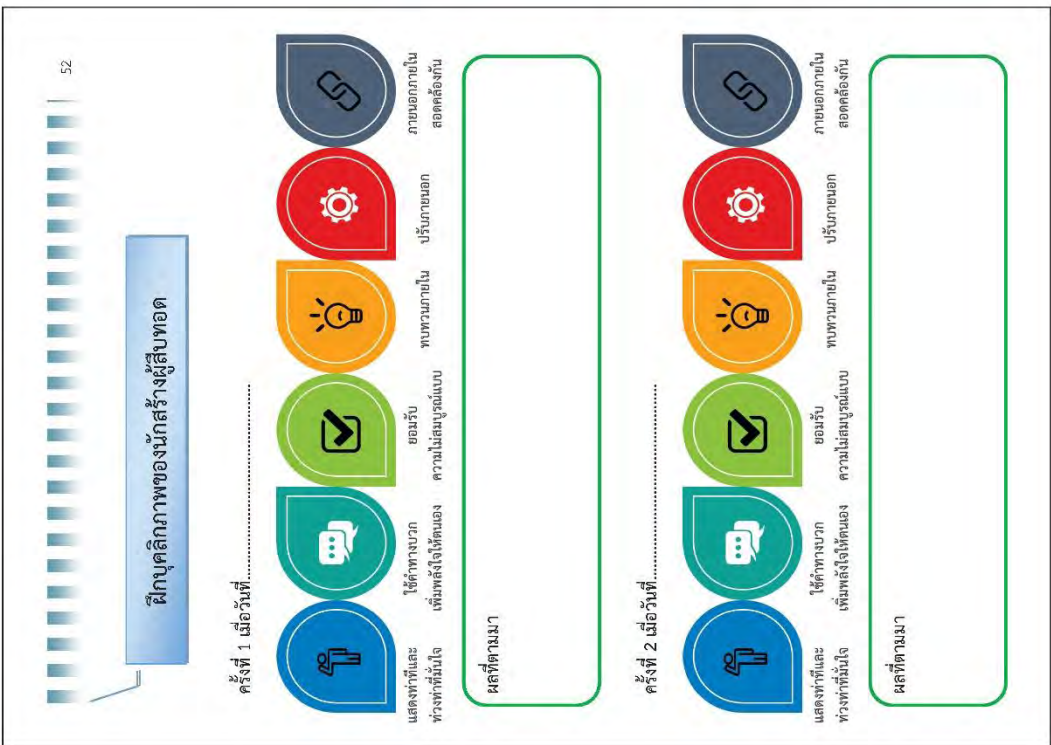 52
ฝึกบุคลิกภาพของนักสร้างผู้สืบทอด
ครั้งที่ 1 เมื่อวันที่................................................
แสดงท่าทีและ
ท่วงท่าที่มั่นใจ
ใช้คำทางบวก
เพิ่มพลังใจให้ตนเอง
ยอมรับ
ความไม่สมบูรณ์แบบ
ทบทวนภายใน
ปรับภายนอก
ภายนอกภายใน
สอดคล้องกัน
ผลที่ตามมา
ครั้งที่ 2 เมื่อวันที่................................................
แสดงท่าทีและ
ท่วงท่าที่มั่นใจ
ใช้คำทางบวก
เพิ่มพลังใจให้ตนเอง
ยอมรับ
ความไม่สมบูรณ์แบบ
ทบทวนภายใน
ปรับภายนอก
ภายนอกภายใน
สอดคล้องกัน
ผลที่ตามมา